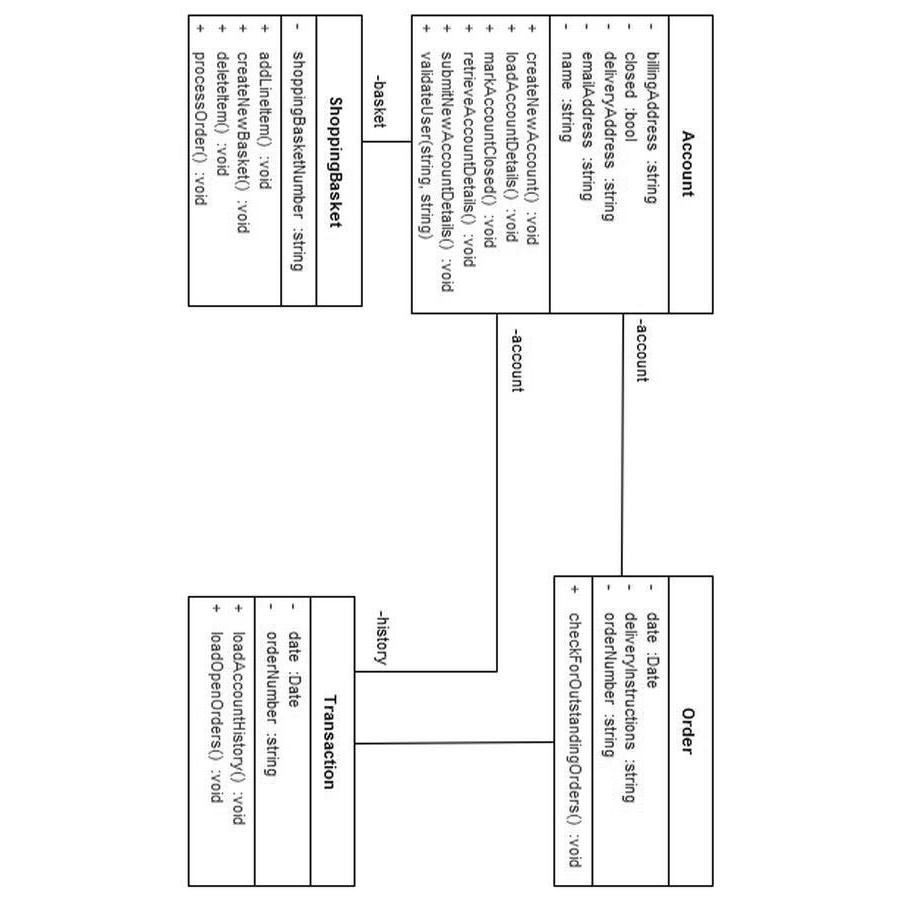 Account
- billingAddress :string
- closed :bool
- deliveryAddress :string
- emailAddress :string
- name :string
+ createNewAccount() :void
+ loadAccountDetails() :void
+ markAccountClosed() :void
+ retrieveAccountDetails() :void
+ submitNewAccountDetails() :void
+ validateUser(string, string)
-account
-account
Order
- date :Date
- deliveryInstructions :string
- orderNumber :string
+ checkForOutstandingOrders() :void
-basket
-history
ShoppingBasket
- shoppingBasketNumber :string
+ addLineItem() :void
+ createNewBasket() :void
+ deleteItem() :void
+ processOrder() :void
Transaction
- date :Date
- orderNumber :string
+ loadAccountHistory() :void
+ loadOpenOrders() :void